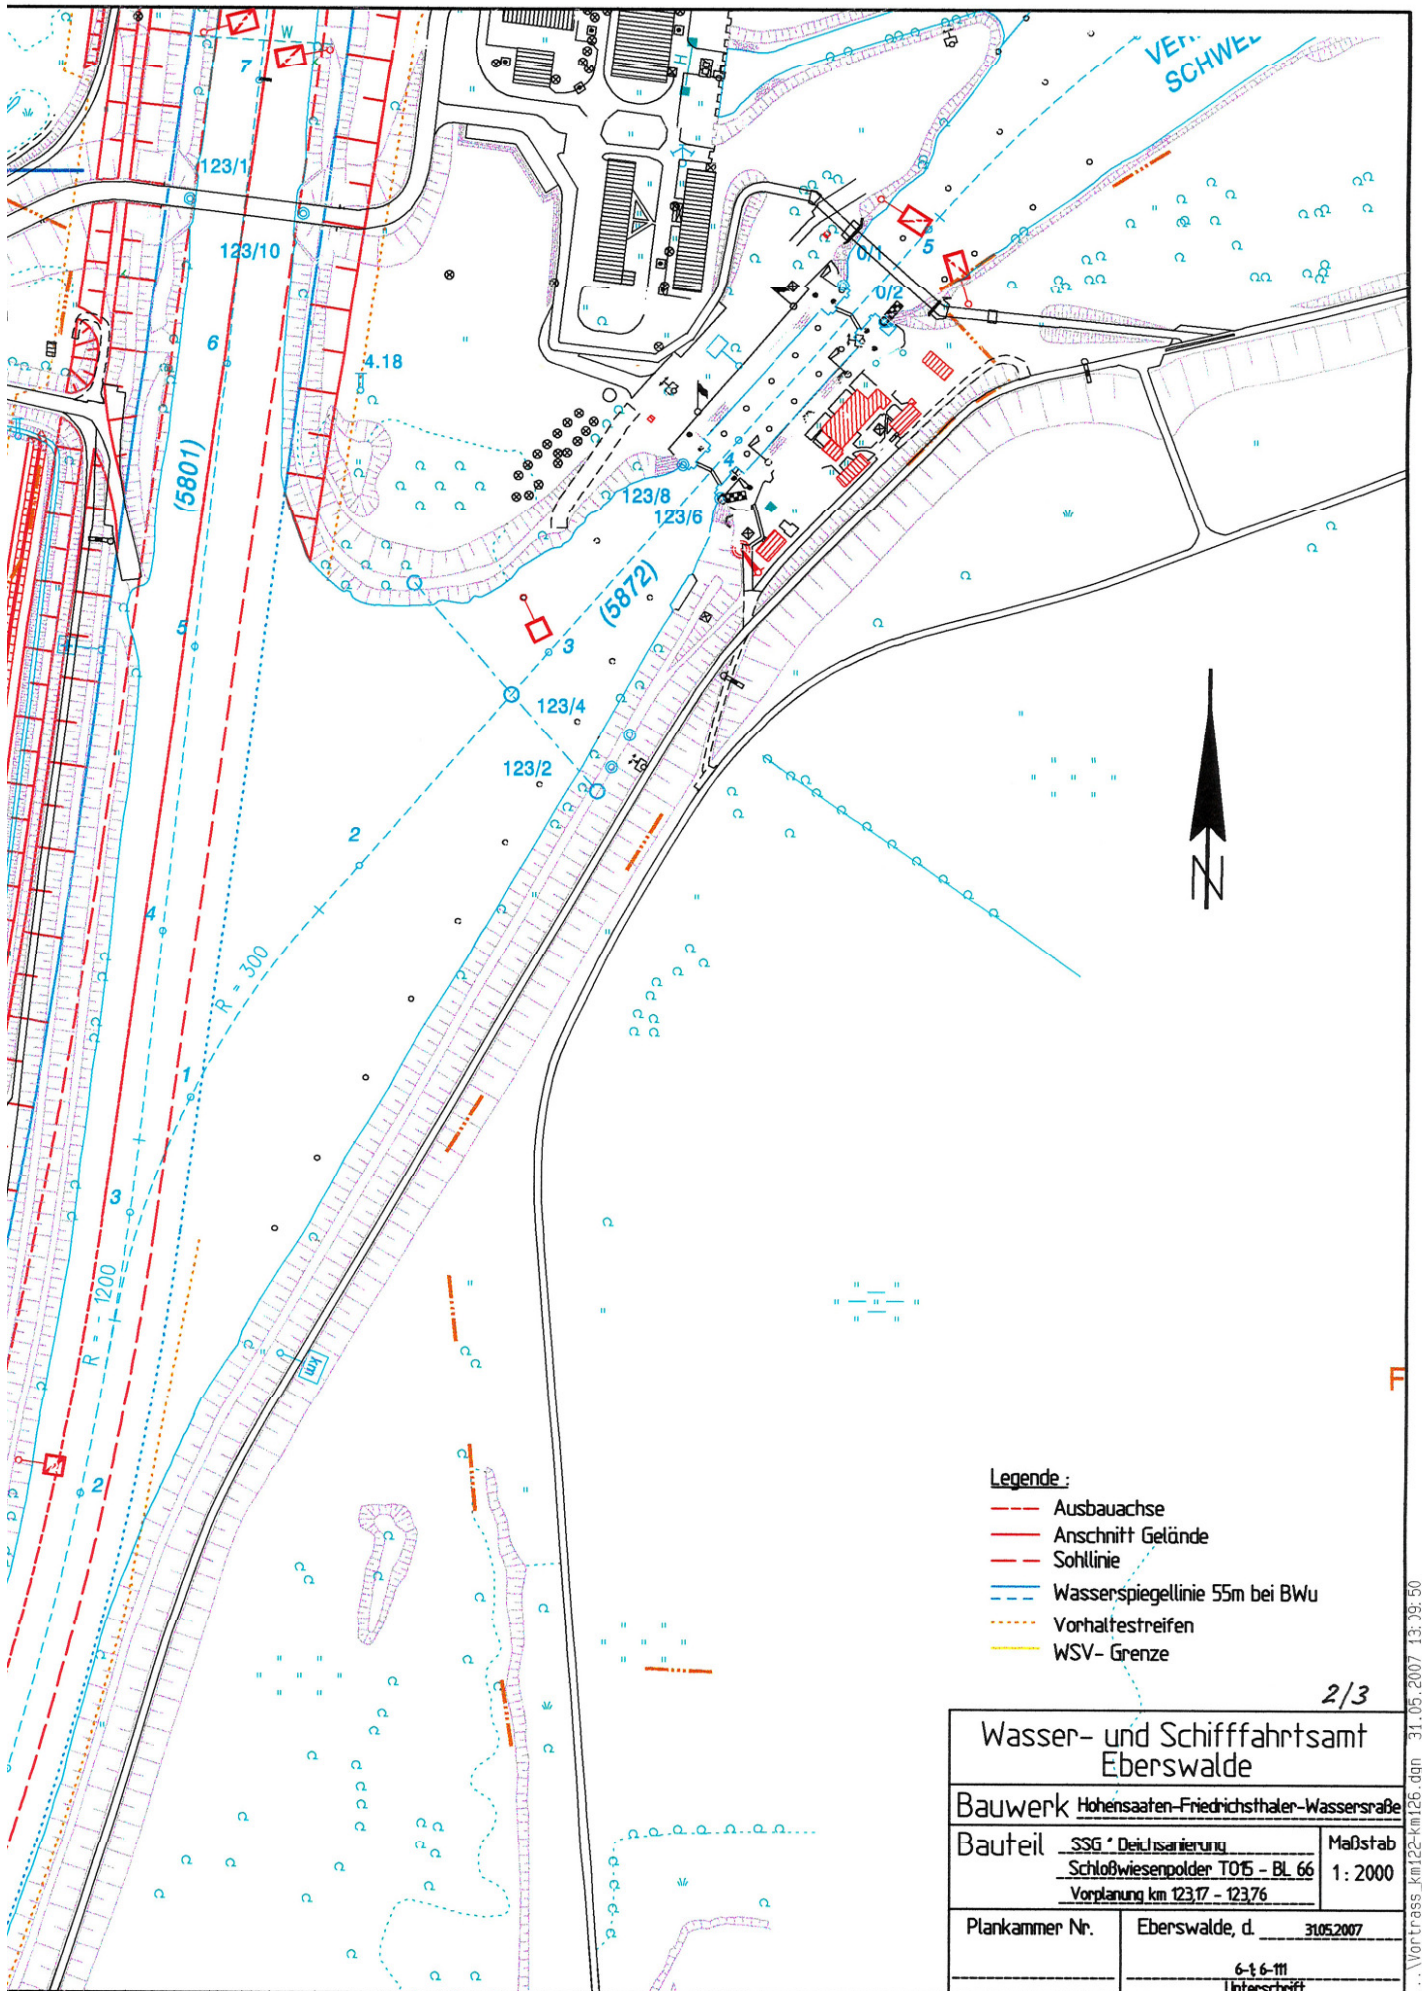 VER.
SCHWE
W
7
H
123/1
123/10
5
0/1
0/2
6
4.18
(5801)
4
123/8
123/6
(5872)
5
3
123/4
123/2
2
N
4
R = 300
1
3
R = - 1200
km
F
2
Legende :
Ausbauachse
Anschnitt Gelände
Sohllinie
Wasserspiegellinie 55m bei BWu
Vorhaltestreifen
WSV- Grenze
2/3
Wasser- und Schifffahrtsamt
Eberswalde
Bauwerk Hohensaaten-Friedrichsthaler-Wassersraße
Bauteil SSG * Deichsanierung
Schloßwiesenpolder T015 - BL 66
Vorplanung km 123,17 - 123,76
Maßstab
1 : 2000
Plankammer Nr.
Eberswalde, d. 31.05.2007
Unterschrift
...\Vortrass_km122-km126.dgn 31.05.2007 13:09:50